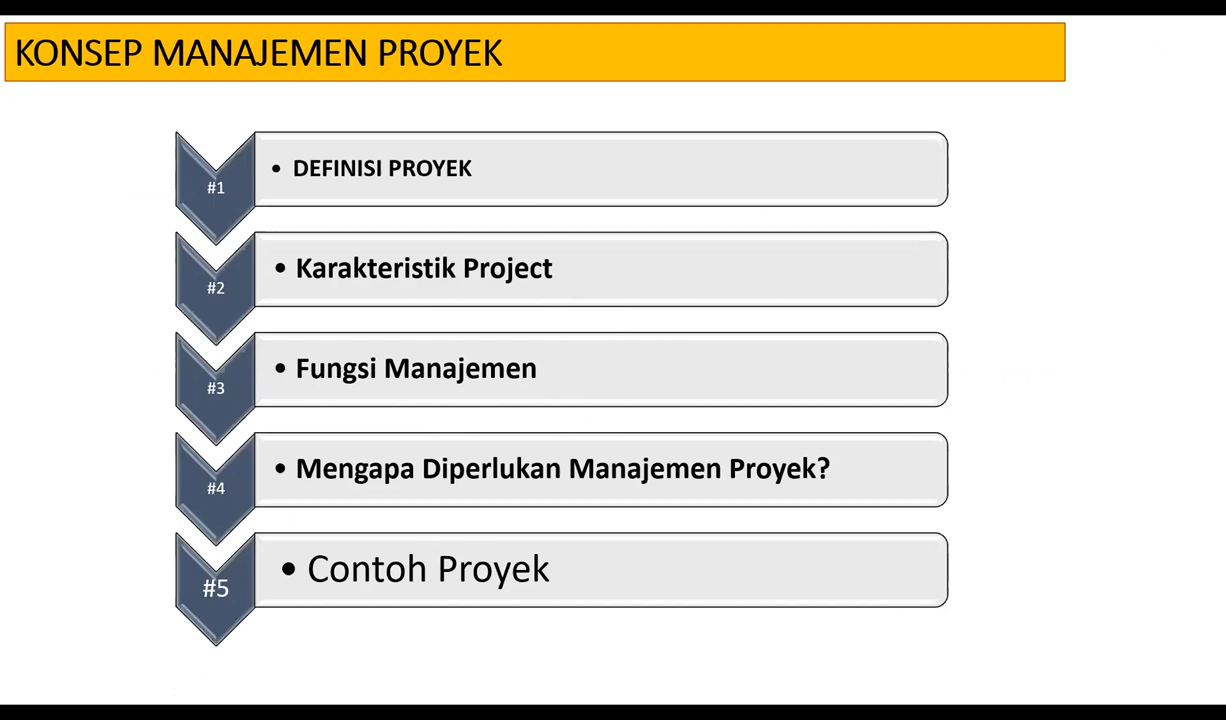 KONSEP MANAJEMEN PROYEK
#1
• DEFINISI PROYEK
#2
• Karakteristik Project
#3
• Fungsi Manajemen
#4
• Mengapa Diperlukan Manajemen Proyek?
#5
• Contoh Proyek